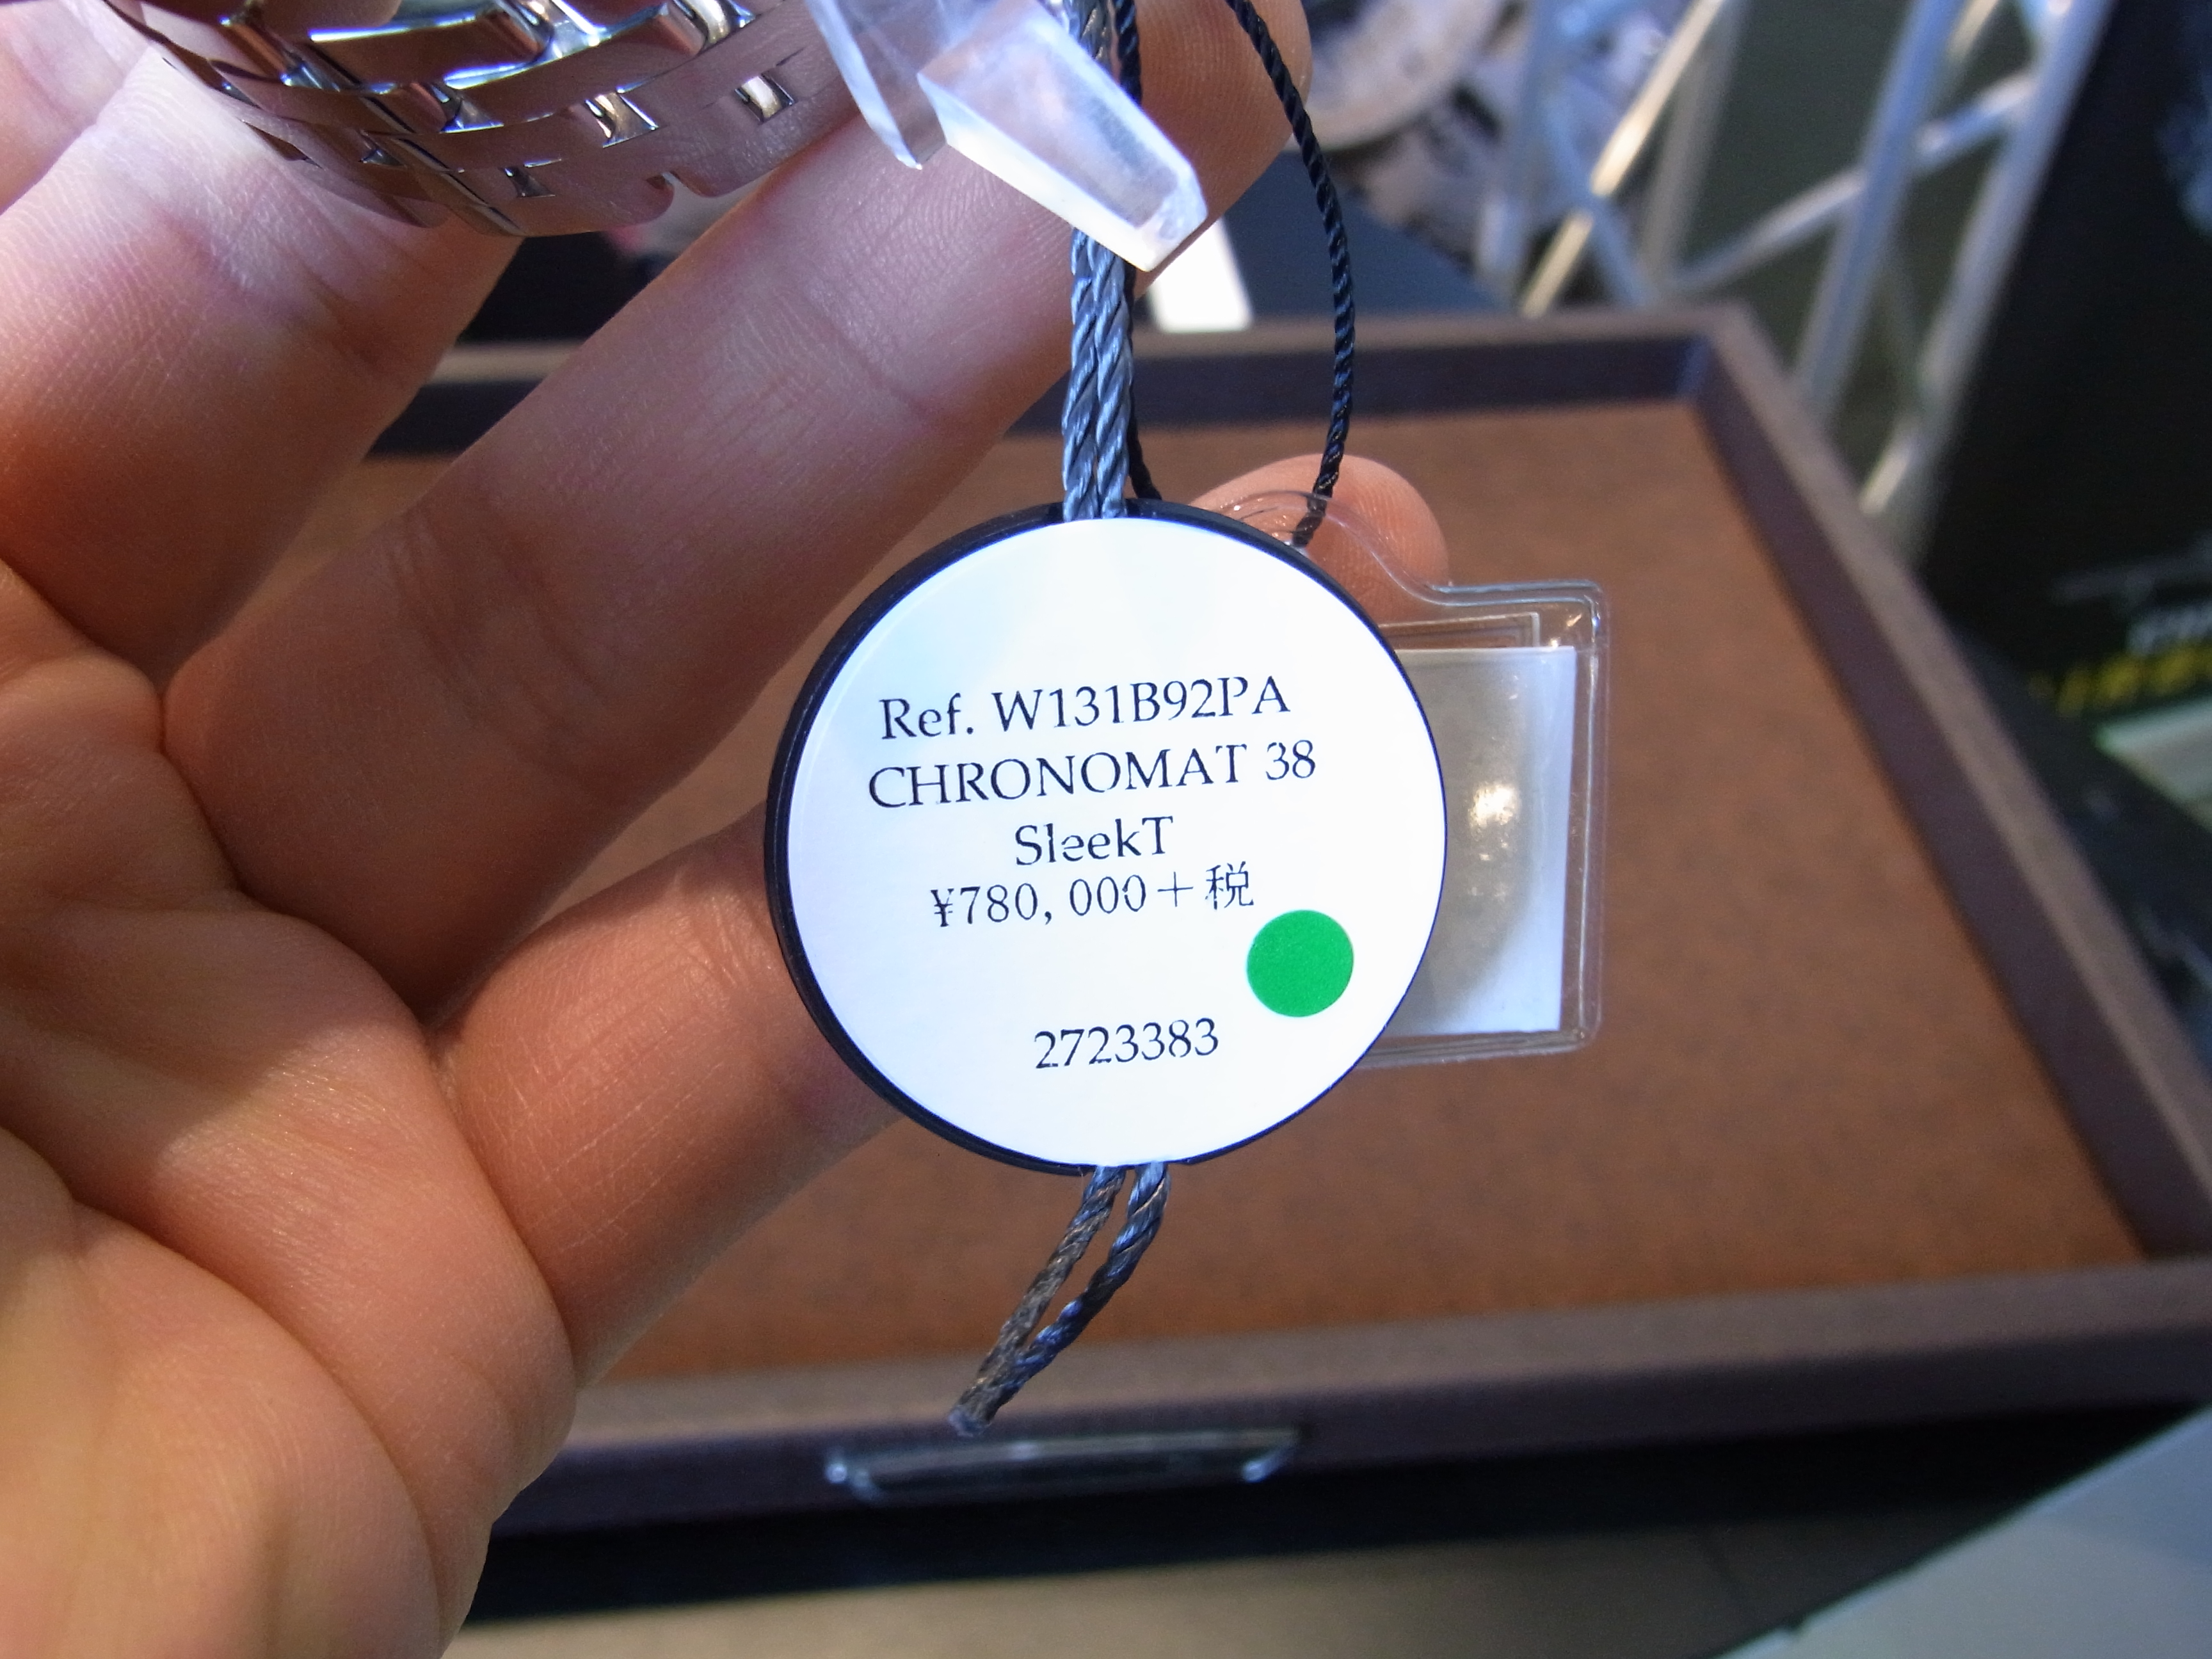 Ref. W131B92PA
CHRONOMAT 38
SleekT
¥780,000+税
2723383